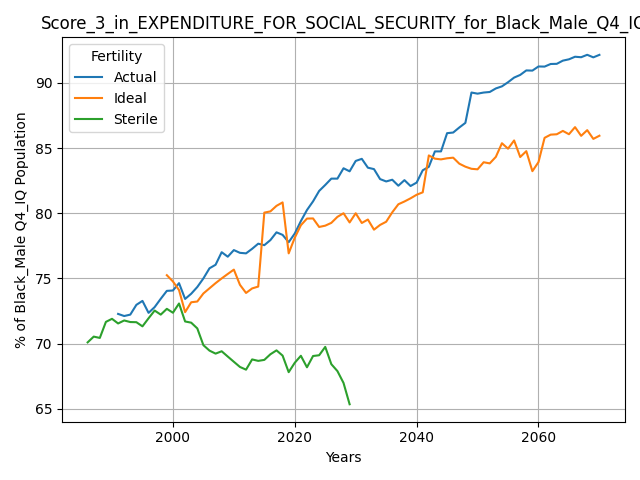 Score_3_in_EXPENDITURE_FOR_SOCIAL_SECURITY_for_Black_Male_Q4_IQ
Fertility
Actual
Ideal
Sterile
% of Black_Male Q4_IQ Population
90
85
80
75
70
65
2000
2020
2040
2060
Years